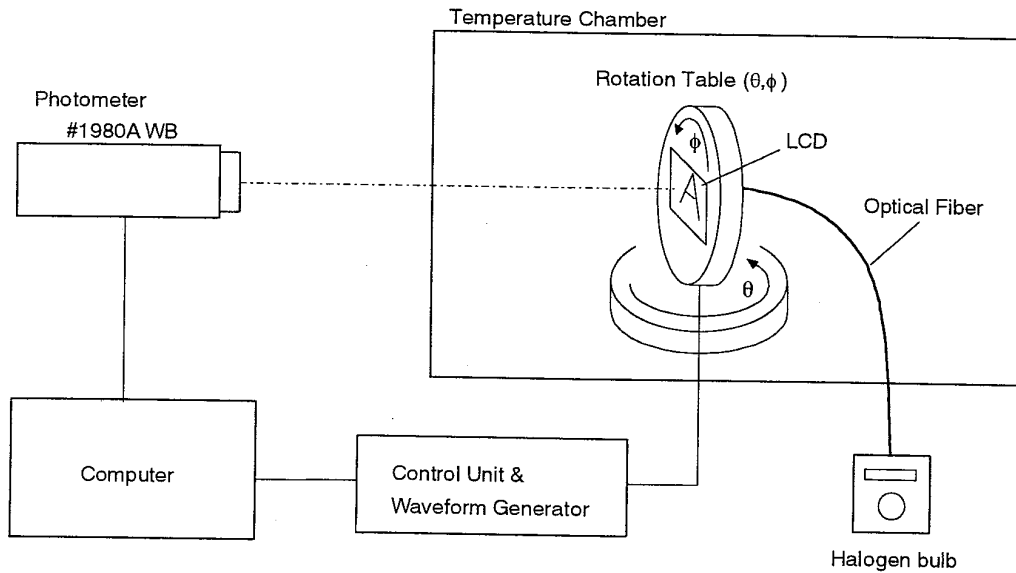 Temperature Chamber
Rotation Table (θ,ϕ)
Photometer
#1980A WB
ϕ
LCD
A
Optical Fiber
θ
Computer
Control Unit &
Waveform Generator
Halogen bulb